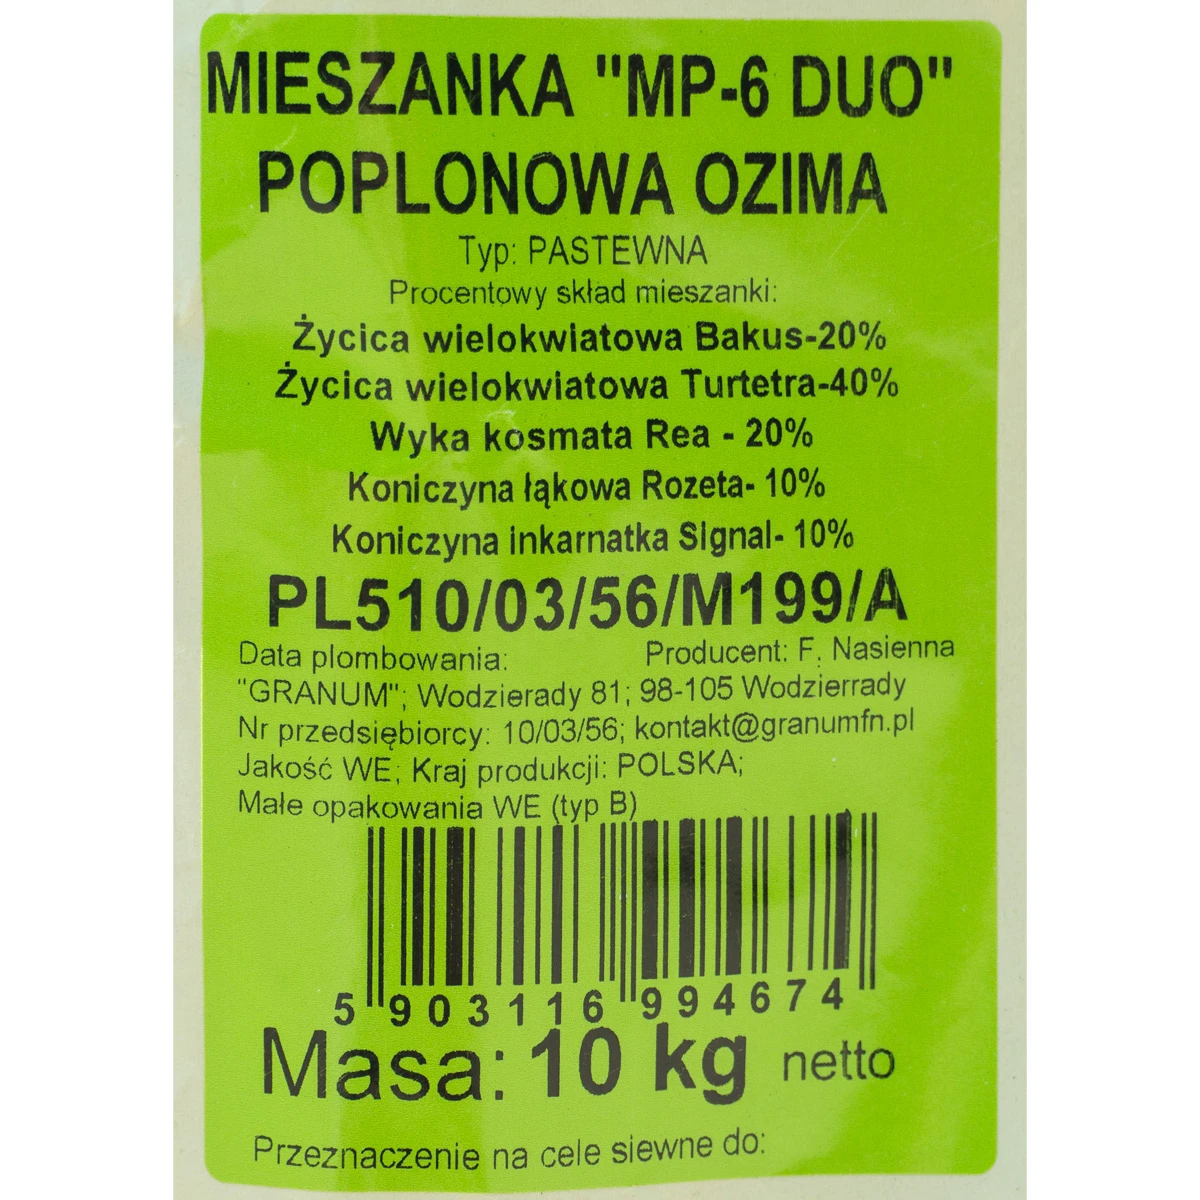 MIESZANKA "MP-6 DUO"
POPLONOWA OZIMA
Typ: PASTEWNA
Procentowy skład mieszanki:
Życica wielokwiatowa Bakus-20%
Życica wielokwiatowa Turtetra-40%
Wyka kosmata Rea - 20%
Koniczyna łąkowa Rozeta- 10%
Koniczyna inkarnatka SIgnal- 10%
PL510/03/56/M199/A
Data plombowania: Producent: F. Nasienna
"GRANUM"; Wodzierady 81; 98-105 Wodzierrady
Nr przedsiębiorcy: 10/03/56; kontakt@granumfn.pl
Jakość WE; Kraj produkcji: POLSKA;
Małe opakowania WE (typ B)
5 903116 994674
Masa: 10 kg netto
Przeznaczenie na cele siewne do: